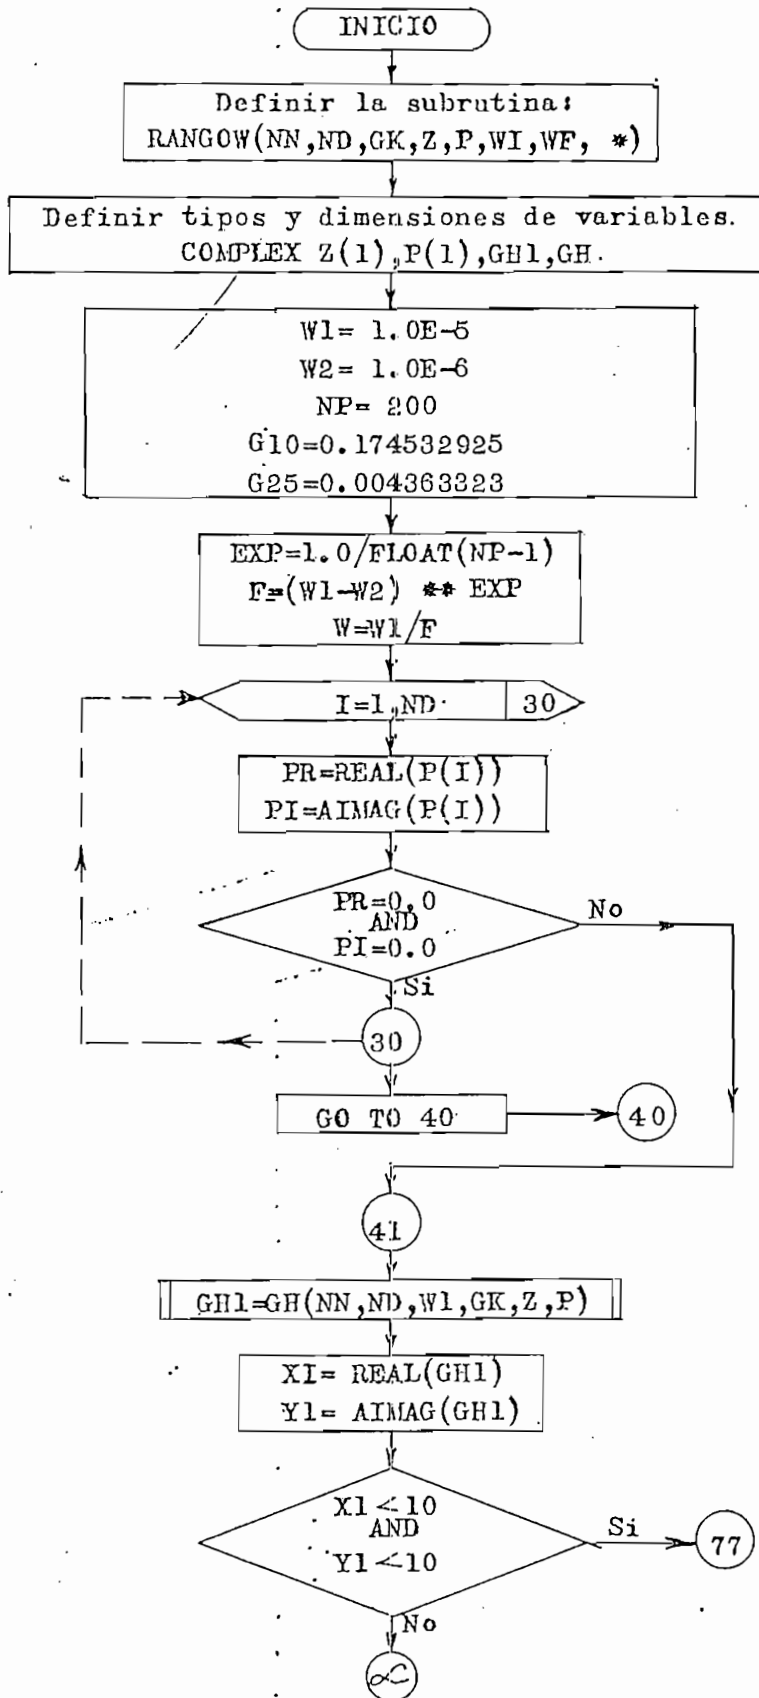 INICIO
Definir la subrutina:
RANGOW(NN,ND,GK,Z,P,WI,WF, *)
Definir tipos y dimensiones de variables.
COMPLEX Z(1),P(1),GH1,GH.
W1= 1.0E-5
W2= 1.0E-6
NP= 200
G10=0.174532925
G25=0.004363323
EXP=1.0/FLOAT(NP-1)
F=(W1-W2) ** EXP
W=W1/F
I=1,ND
30
PR=REAL(P(I))
PI=AIMAG(P(I))
PR=0.0
AND
PI=0.0
No
Si
30
GO TO 40
40
41
GH1=GH(NN,ND,W1,GK,Z,P)
XI= REAL(GH1)
Y1= AIMAG(GH1)
X1<10
AND
Y1<10
Si
77
No
∝